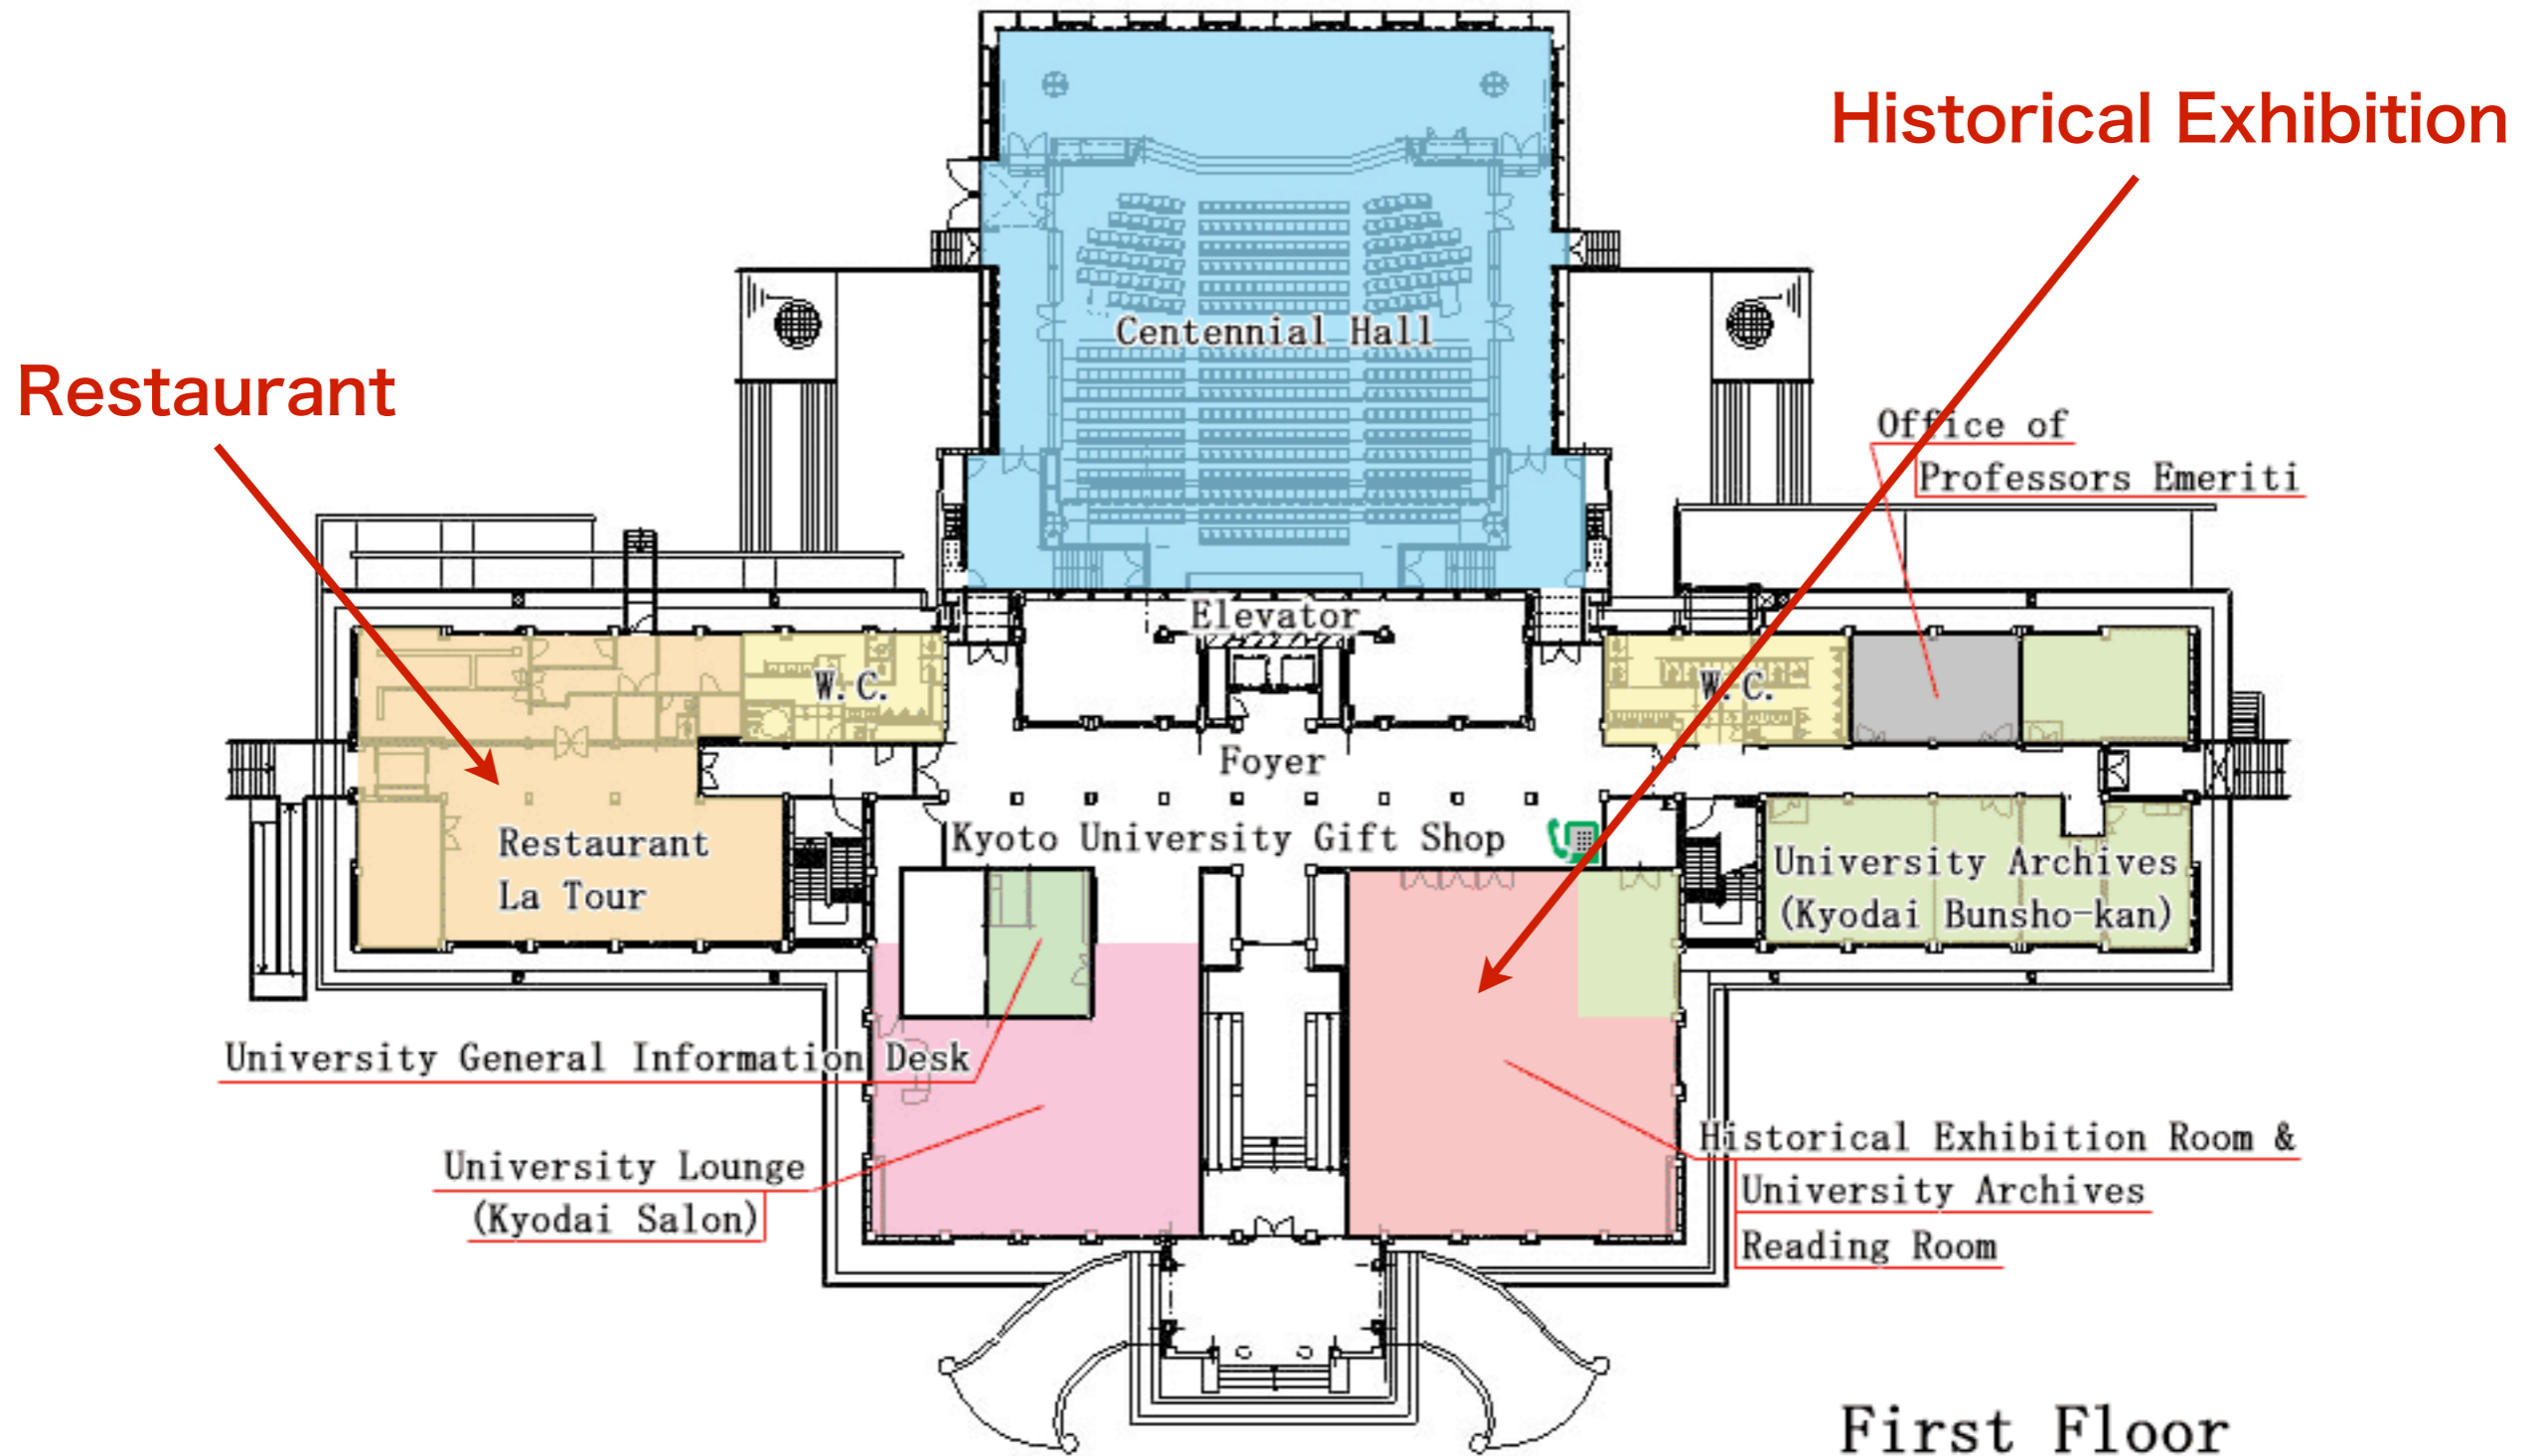 Historical Exhibition
Restaurant
Centennial Hall
Office of
Professors Emeriti
Elevator
W.C.
W.C.
Foyer
Kyoto University Gift Shop
Restaurant
La Tour
University Archives
(Kyodai Bunsho-kan)
University General Information Desk
University Lounge
(Kyodai Salon)
Historical Exhibition Room &
University Archives
Reading Room
First Floor